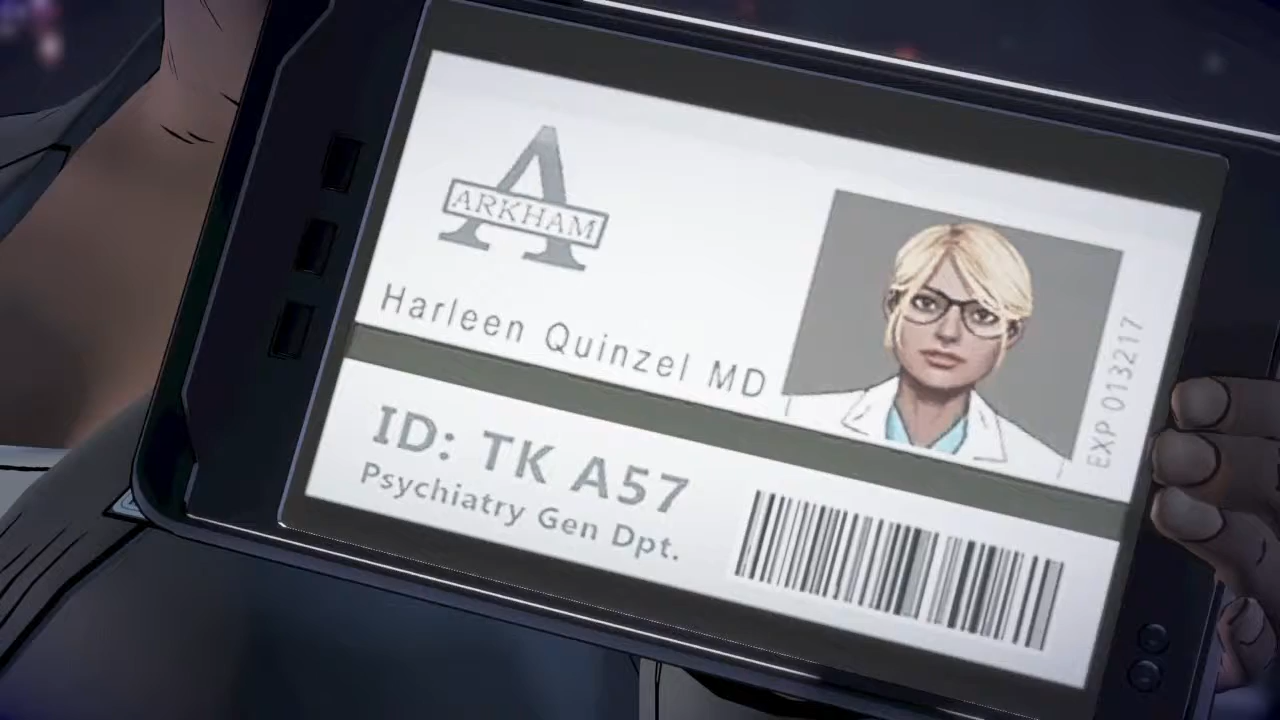 ARKHAM
Harleen Quinzel MD
EXP 013217
ID: TK A57
Psychiatry Gen Dpt.